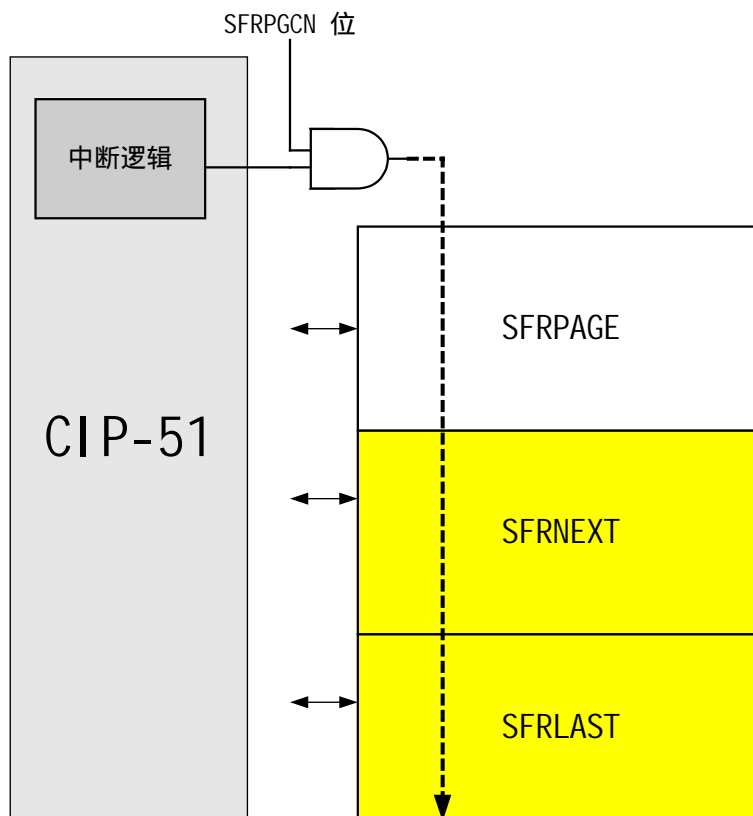 SFRPGCN 位
中断逻辑
SFRPAGE
CIP-51
SFRNEXT
SFRLAST